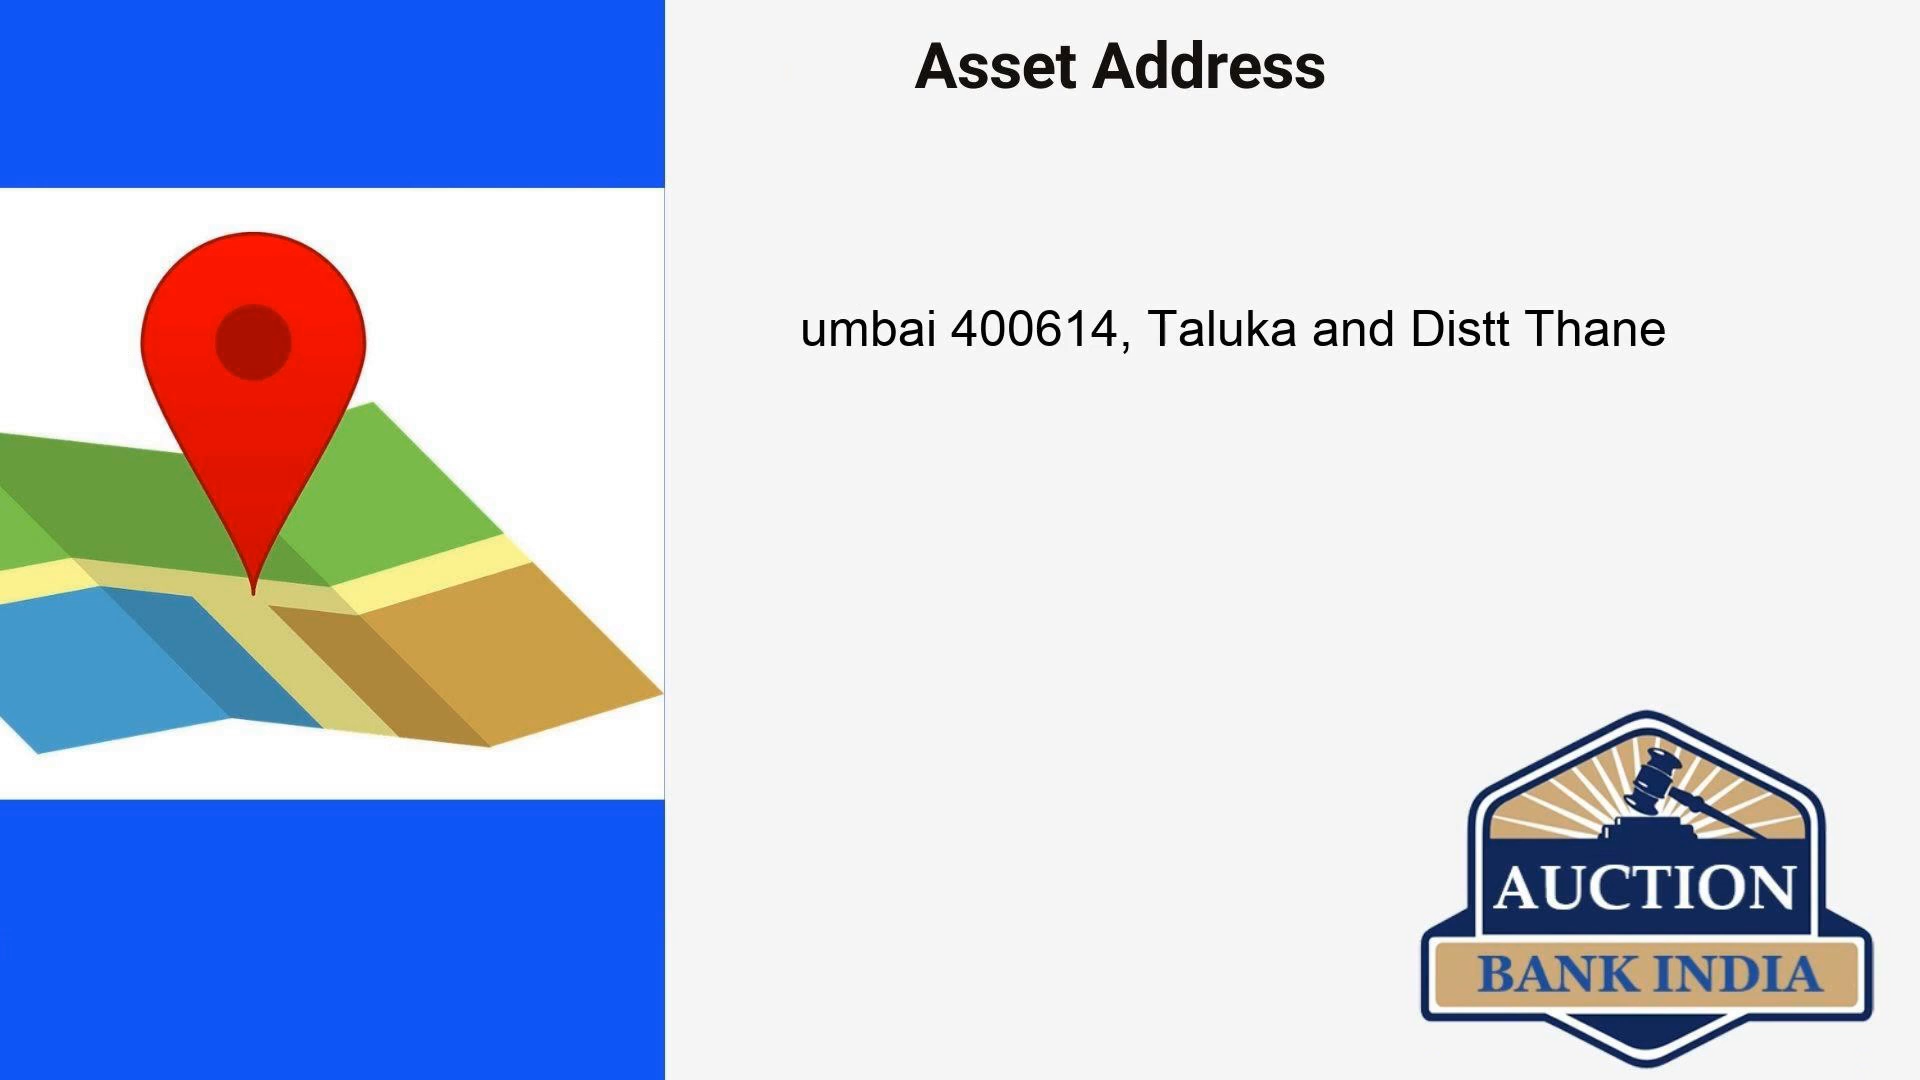 Asset Address
umbai 400614, Taluka and Distt Thane
AUCTION
BANK INDIA